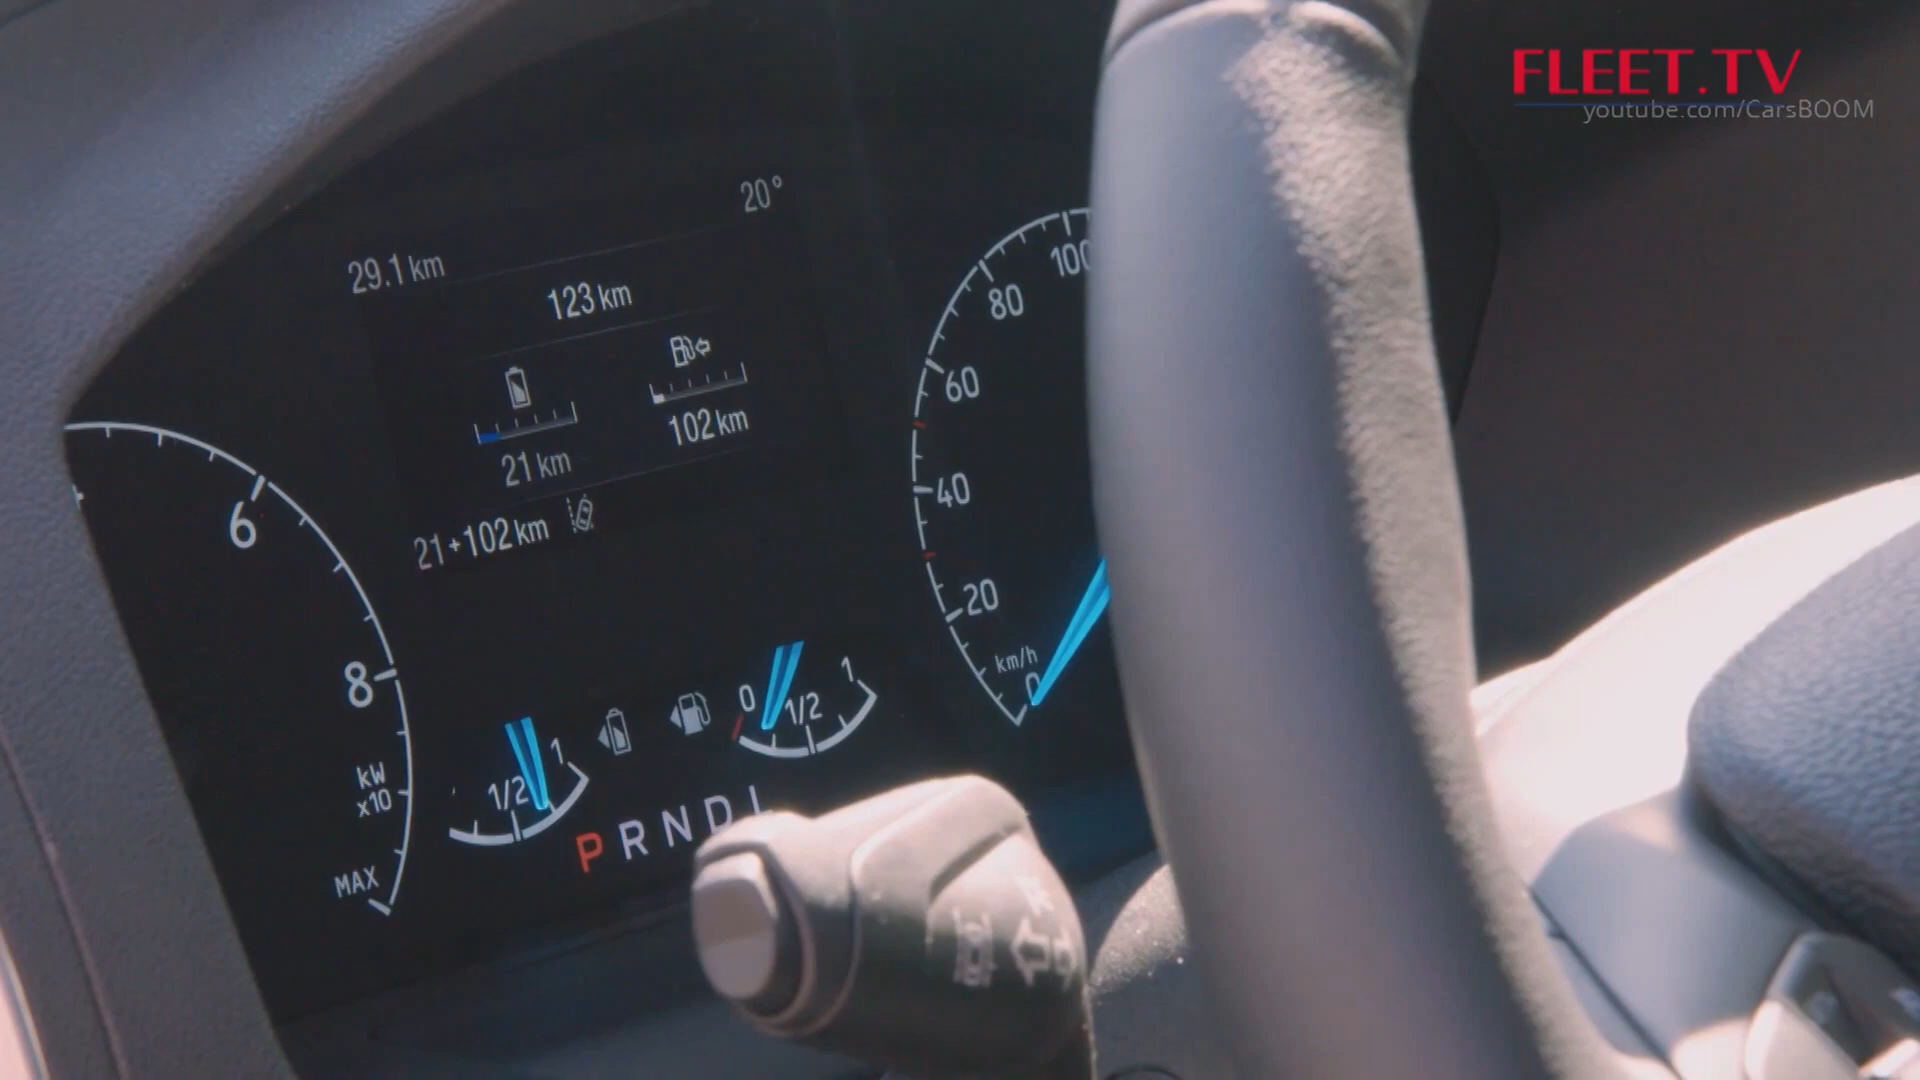 FLEET.TV
youtube.com/CarsBOOM
20°
29.1 km
123 km
21 km
102 km
21+102 km
6
8
kW
x10
MAX
1/2
1
0
1/2
1
P R N D L
100
80
60
40
20
km/h
0